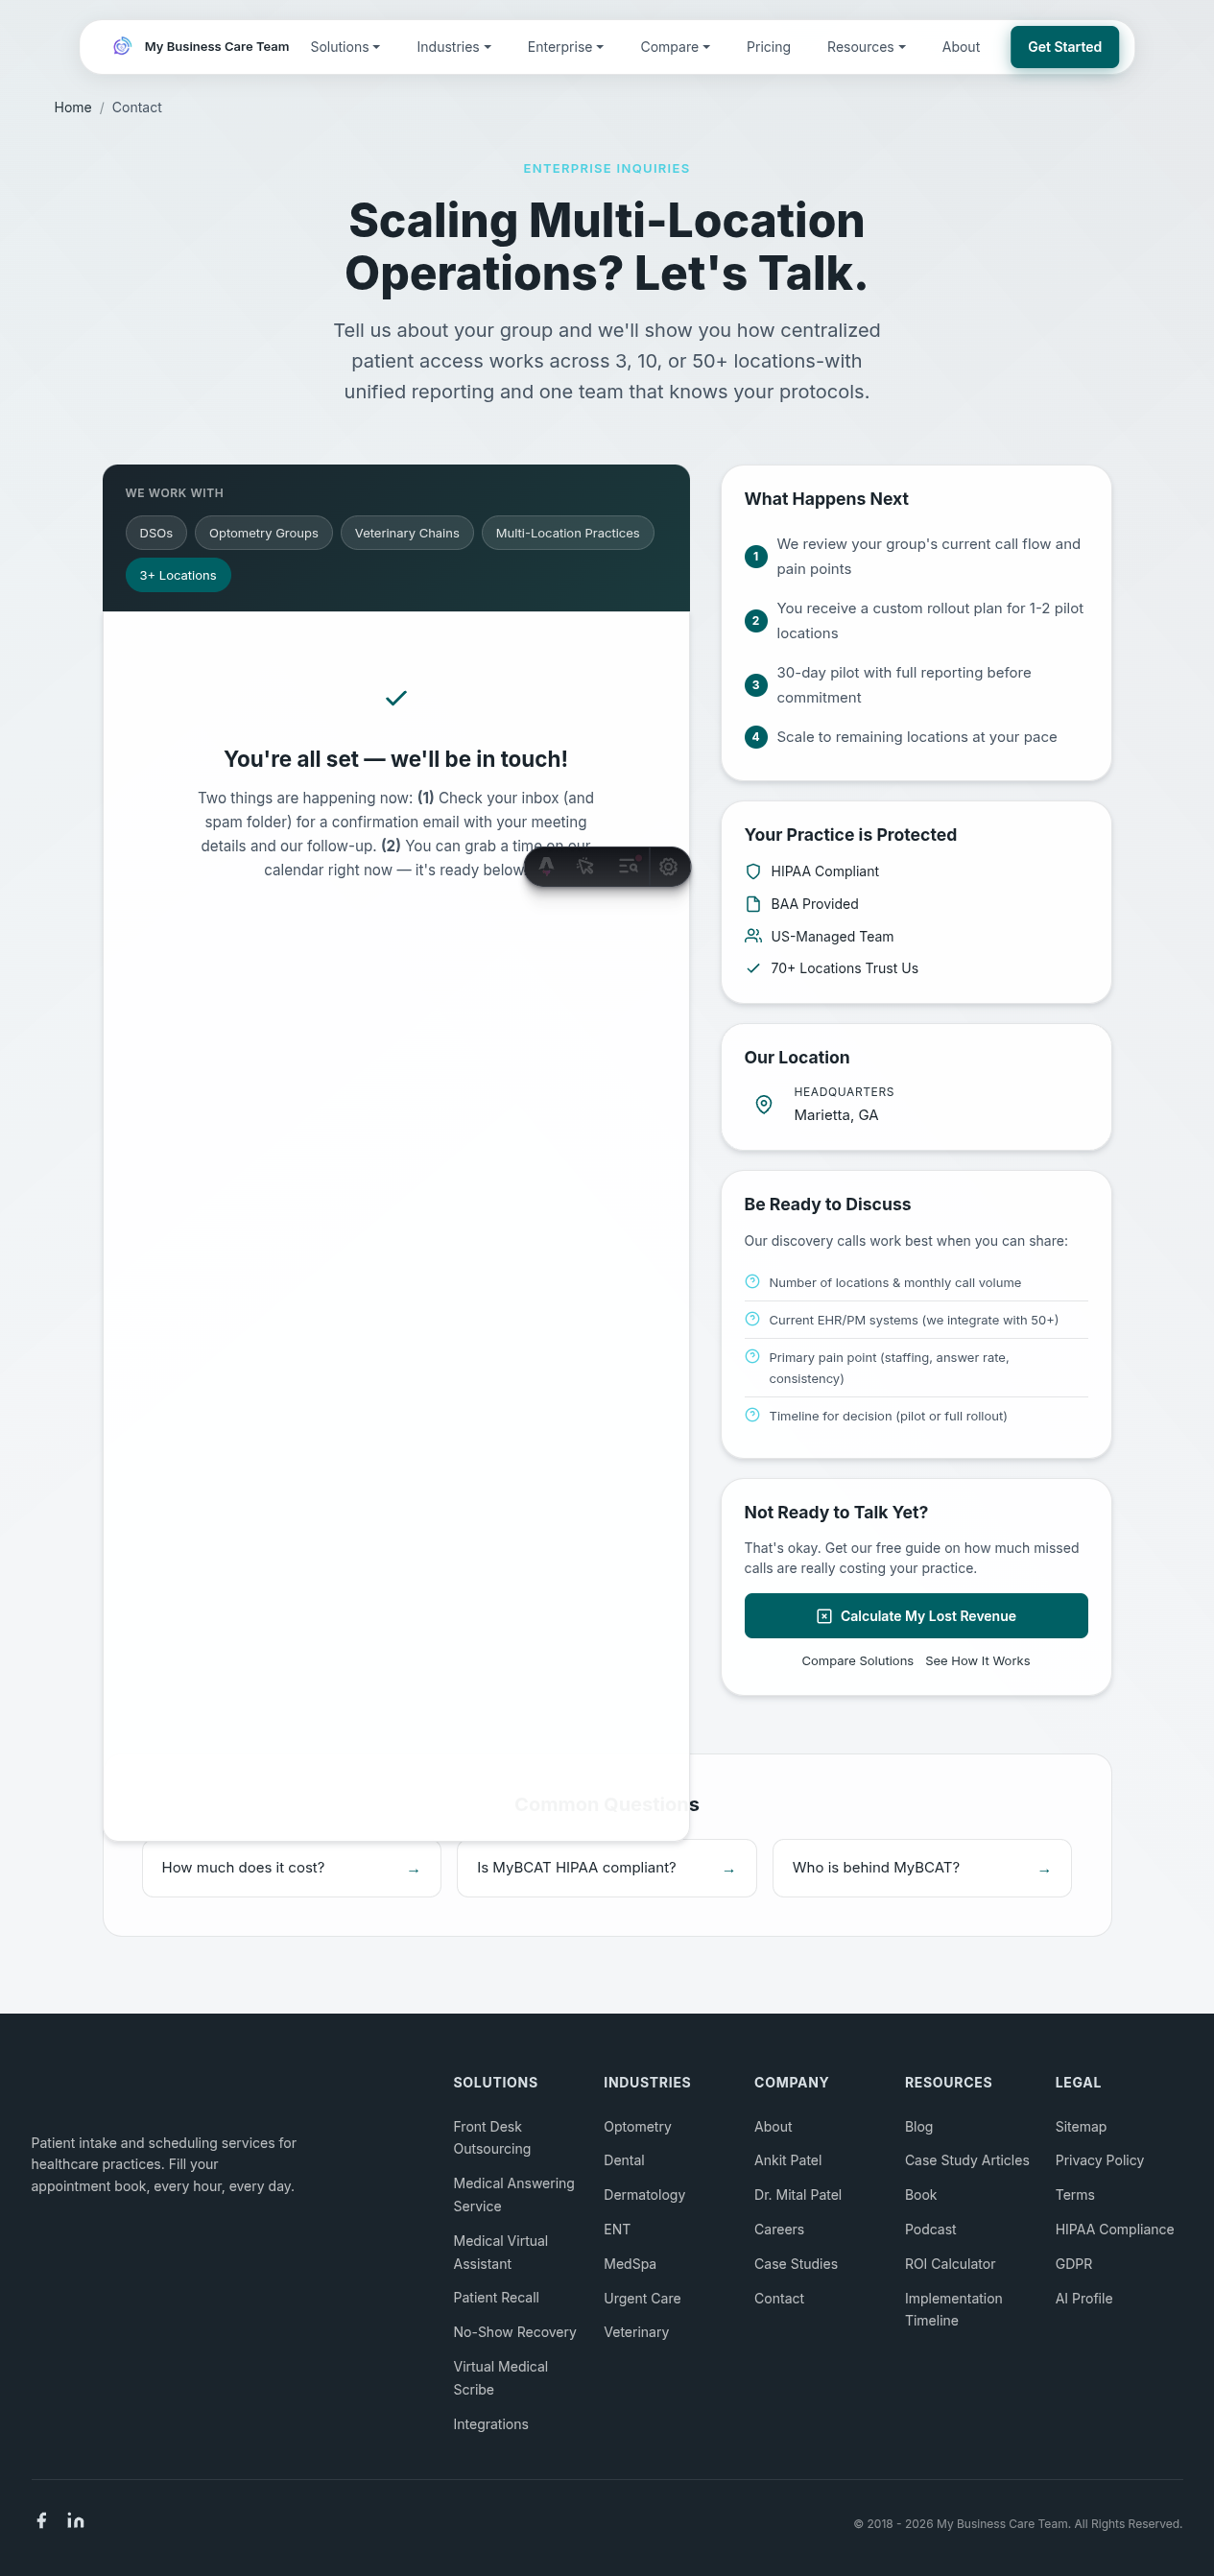 My Business Care Team
Solutions
Industries
Enterprise
Compare
Pricing
Resources
About
Get Started
Home / Contact
ENTERPRISE INQUIRIES
Scaling Multi-Location
Operations? Let's Talk.
Tell us about your group and we'll show you how centralized
patient access works across 3, 10, or 50+ locations-with
unified reporting and one team that knows your protocols.
WE WORK WITH
DSOs
Optometry Groups
Veterinary Chains
Multi-Location Practices
3+ Locations
You're all set — we'll be in touch!
Two things are happening now: (1) Check your inbox (and
spam folder) for a confirmation email with your meeting
details and our follow-up. (2) You can grab a time on our
calendar right now — it's ready below
What Happens Next
1
You review your group's current call flow and
pain points
2
You receive a custom rollout plan for 1-2 pilot
locations
3
30-day pilot with full reporting before
commitment
4
Scale to remaining locations at your pace
Your Practice is Protected
HIPAA Compliant
BAA Provided
US-Managed Team
70+ Locations Trust Us
Our Location
HEADQUARTERS
Marietta, GA
Be Ready to Discuss
Our discovery calls work best when you can share:
Number of locations & monthly call volume
Current EHR/PM systems (we integrate with 50+)
Primary pain point (staffing, answer rate,
consistency)
Timeline for decision (pilot or full rollout)
Not Ready to Talk Yet?
That's okay. Get our free guide on how much missed
calls are really costing your practice.
Calculate My Lost Revenue
Compare Solutions
See How It Works
Common Questions
How much does it cost? →
Is MyBCAT HIPAA compliant? →
Who is behind MyBCAT? →
Patient intake and scheduling services for
healthcare practices. Fill your
appointment book, every hour, every day.
SOLUTIONS
Front Desk
Outsourcing
Medical Answering
Service
Medical Virtual
Assistant
Patient Recall
No-Show Recovery
Virtual Medical
Scribe
Integrations
INDUSTRIES
Optometry
Dental
Dermatology
ENT
MedSpa
Urgent Care
Veterinary
COMPANY
About
Ankit Patel
Dr. Mital Patel
Careers
Case Studies
Contact
RESOURCES
Blog
Case Study Articles
Book
Podcast
ROI Calculator
Implementation
Timeline
LEGAL
Sitemap
Privacy Policy
Terms
HIPAA Compliance
GDPR
AI Profile
© 2018 - 2026 My Business Care Team. All Rights Reserved.